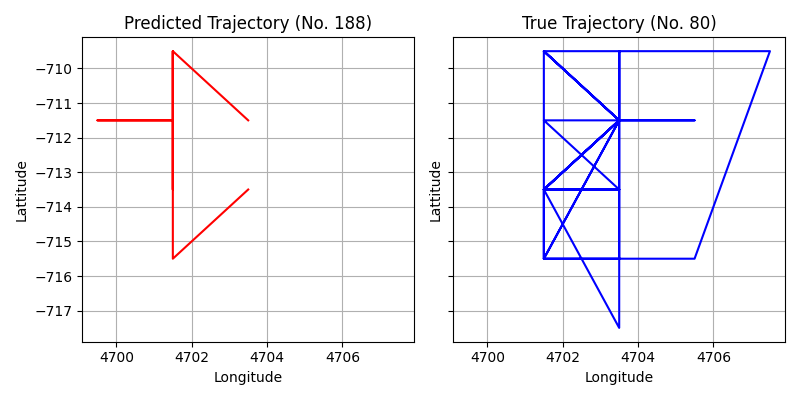 Predicted Trajectory (No. 188)
True Trajectory (No. 80)
Lattitude
−710
−711
−712
−713
−714
−715
−716
−717
4700
4702
4704
4706
Longitude
Lattitude
4700
4702
4704
4706
Longitude